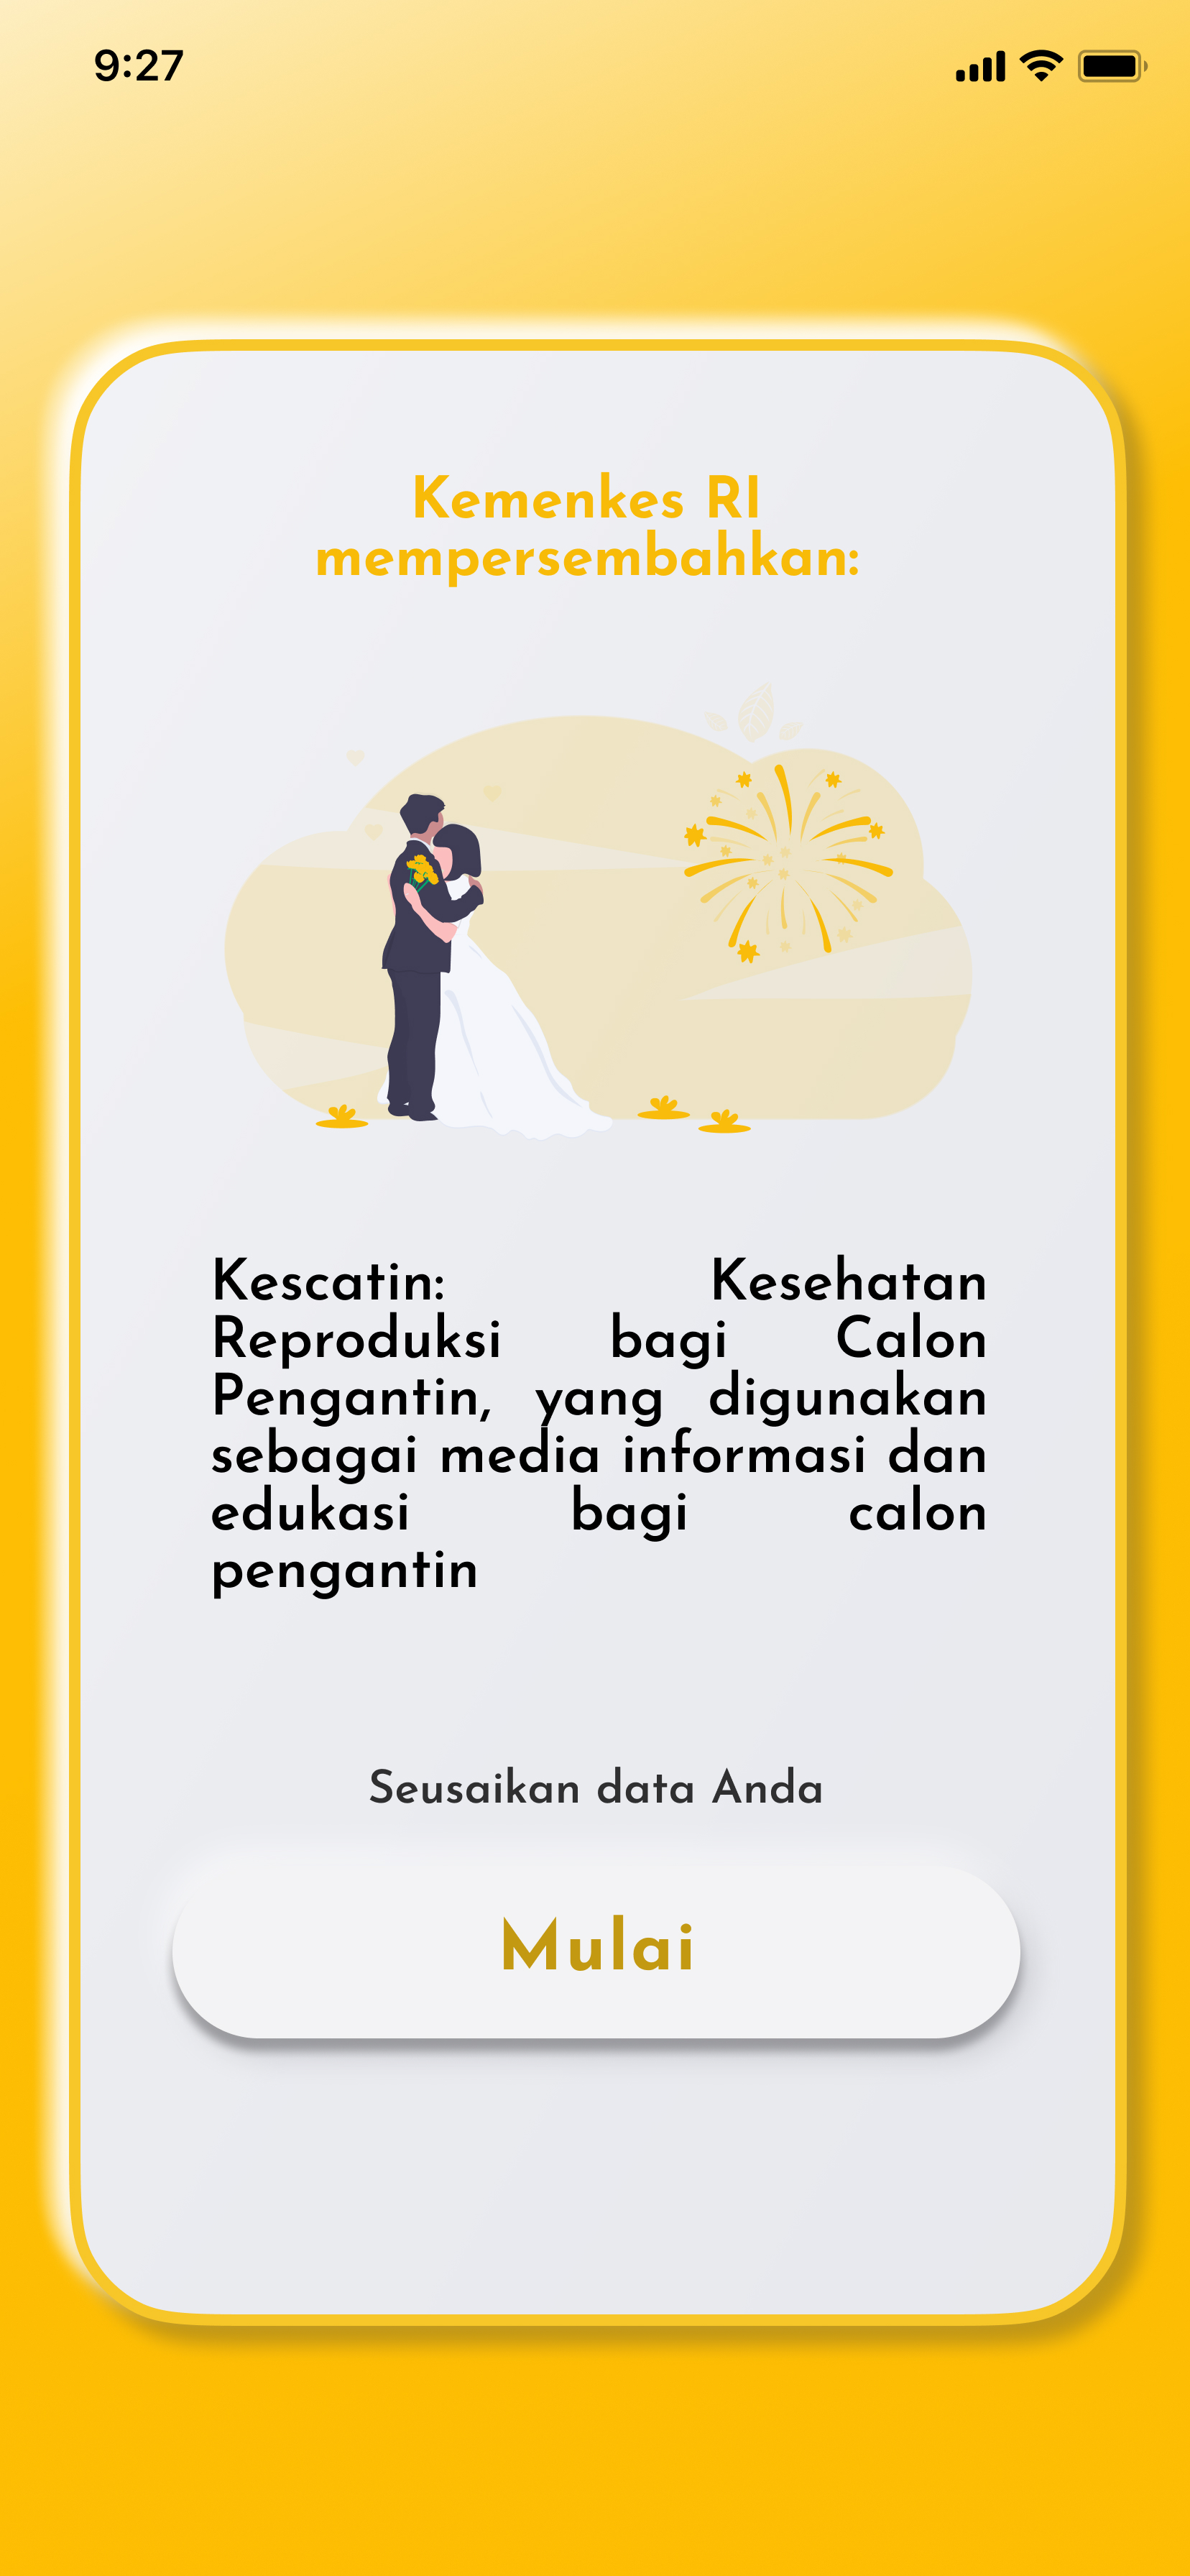 9:27
Kemenkes RI
mempersembahkan:
Kescatin: Kesehatan
Reproduksi bagi Calon
Pengantin, yang digunakan
sebagai media informasi dan
edukasi bagi calon
pengantin
Seusaikan data Anda
Mulai